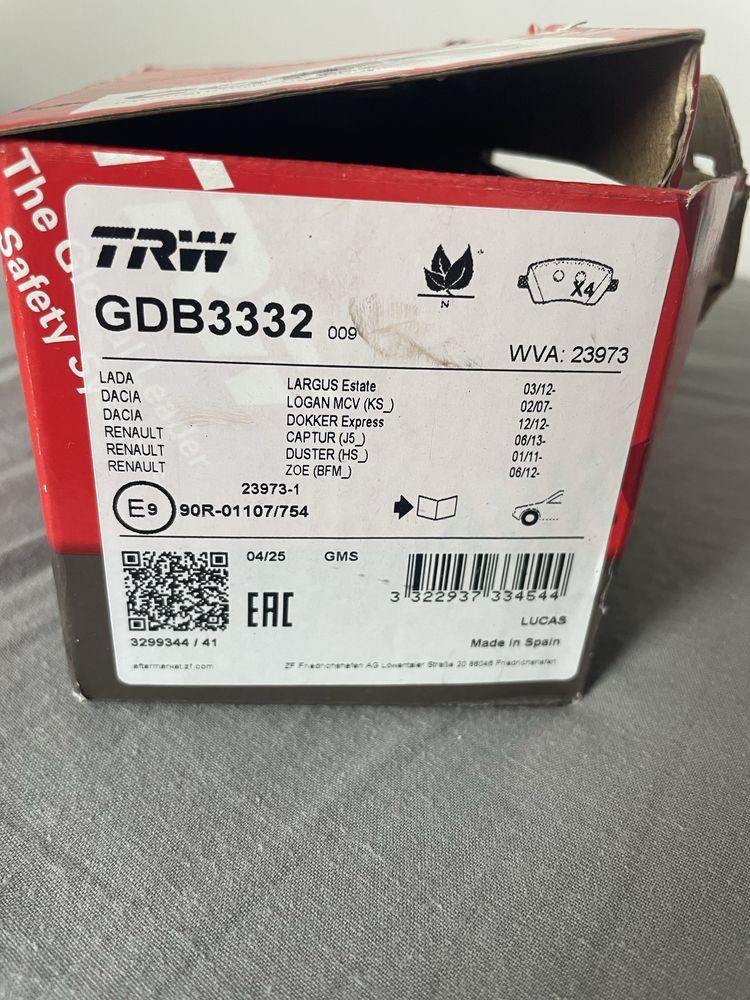 The G
Safety Sy
Leader
TRW
N
X4
GDB3332 009
WVA: 23973
LADA LARGUS Estate 03/12-
DACIA LOGAN MCV (KS_) 02/07-
DACIA DOKKER Express 12/12-
RENAULT CAPTUR (J5_) 06/13-
RENAULT DUSTER (HS_) 01/11-
RENAULT ZOE (BFM_) 06/12-
23973-1
E9 90R-01107/754
04/25 GMS
EAC
3 322937 334544
LUCAS
3299344 / 41
Made in Spain
aftermarket.zf.com
ZF Friedrichshafen AG Löwentaler Straße 20 88046 Friedrichshafen